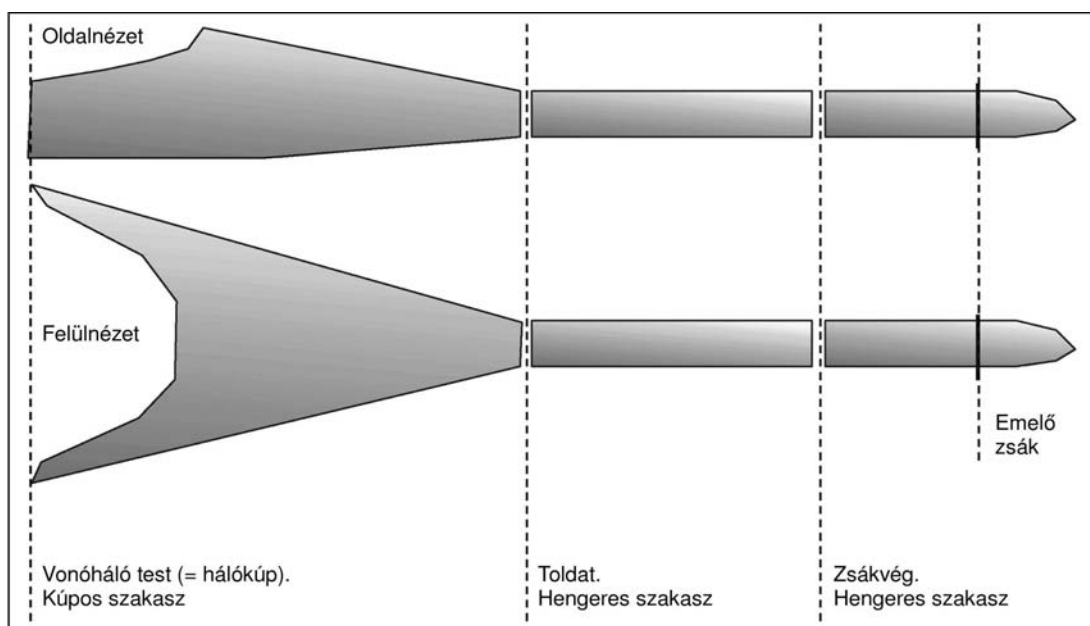 Oldalnézet
Felülnézet
Emelő
zsák
Vonóháló test (= hálókúp).
Kúpos szakasz
Toldat.
Hengeres szakasz
Zsákvég.
Hengeres szakasz